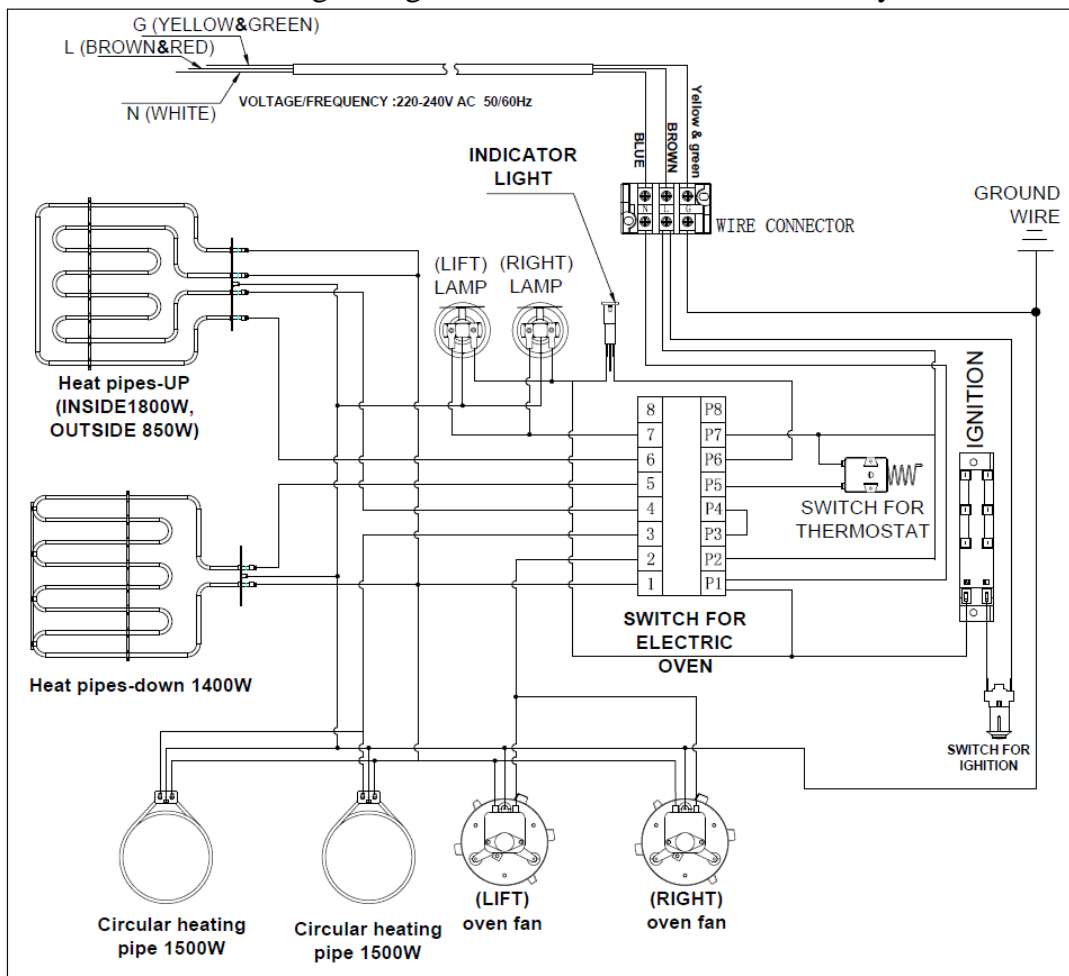 G (YELLOW&GREEN)
L (BROWN&RED)
N (WHITE)
VOLTAGE/FREQUENCY :220-240V AC 50/60Hz
BLUE
BROWN
Yellow & green
INDICATOR
LIGHT
N L G
WIRE CONNECTOR
GROUND
WIRE
(LIFT)
LAMP
(RIGHT)
LAMP
Heat pipes-UP
(INSIDE1800W,
OUTSIDE 850W)
IGNITION
8 P8
7 P7
6 P6
5 P5
4 P4
3 P3
2 P2
1 P1
SWITCH FOR
THERMOSTAT
SWITCH FOR
ELECTRIC
OVEN
Heat pipes-down 1400W
SWITCH FOR
IGHITION
Circular heating
pipe 1500W
Circular heating
pipe 1500W
(LIFT)
oven fan
(RIGHT)
oven fan